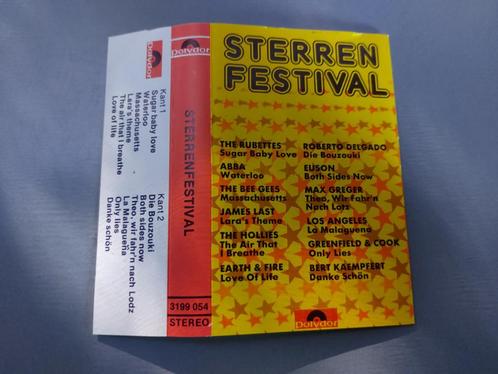 Polydor
Kant 1
Sugar baby love
Waterloo
Massachusetts
Lara's theme
The air that I breathe
Love of life
Kant 2
Die Bouzouki
Both sides now
Theo, wir fahr'n nach Lodz
La Malagueña
Only lies
Danke schön
Polydor
STERRENFESTIVAL
3199 054
STEREO
STERREN
FESTIVAL
THE RUBETTES
Sugar Baby Love
ABBA
Waterloo
THE BEE GEES
Massachusetts
JAMES LAST
Lara's Theme
THE HOLLIES
The Air That
I Breathe
EARTH & FIRE
Love Of Life
ROBERTO DELGADO
Die Bouzouki
EUSON
Both Sides Now
MAX GREGER
Theo, Wir Fahr'n
Nach Lots
LOS ANGELES
La Malaguena
GREENFIELD & COOK
Only Lies
BERT KAEMPFERT
Danke Schön
Polydor